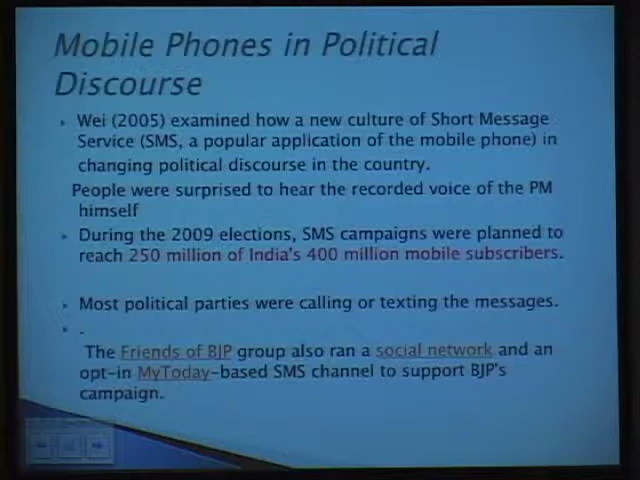 Mobile Phones in Political
Discourse
Wei (2005) examined how a new culture of Short Message
Service (SMS, a popular application of the mobile phone) in
changing political discourse in the country.
People were surprised to hear the recorded voice of the PM
himself
During the 2009 elections, SMS campaigns were planned to
reach 250 million of India's 400 million mobile subscribers.
Most political parties were calling or texting the messages.
.
The Friends of BJP group also ran a social network and an
opt-in MyToday-based SMS channel to support BJP's
campaign.